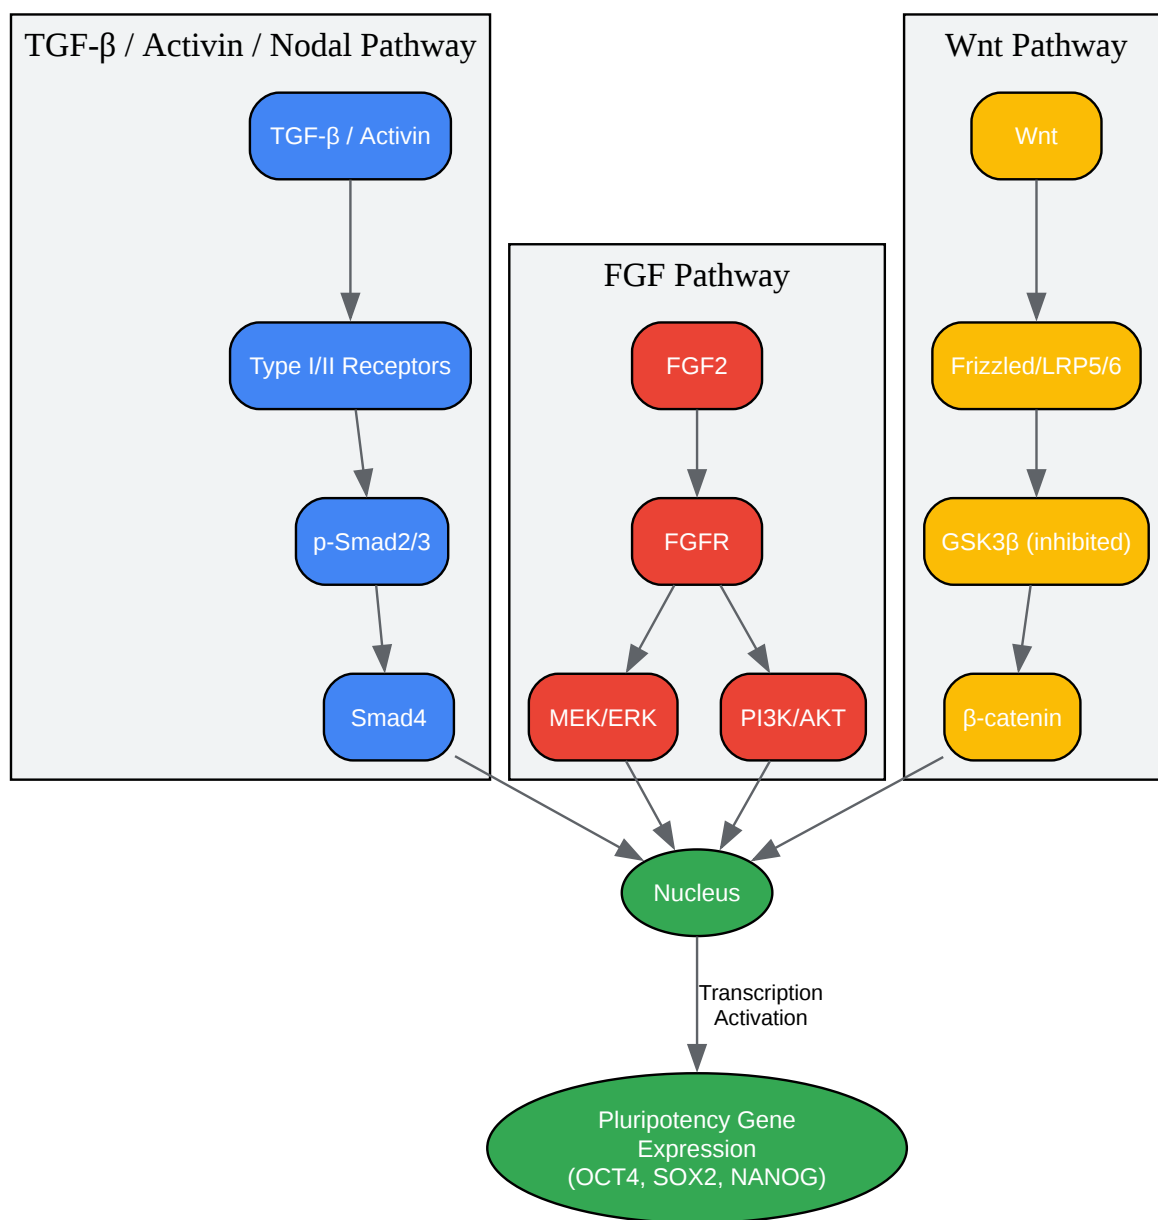 TGF-β / Activin / Nodal Pathway
TGF-β / Activin
Type I/II Receptors
p-Smad2/3
Smad4
FGF Pathway
FGF2
FGFR
MEK/ERK
PI3K/AKT
Wnt Pathway
Wnt
Frizzled/LRP5/6
GSK3β (inhibited)
β-catenin
Nucleus
Transcription
Activation
Pluripotency Gene
Expression
(OCT4, SOX2, NANOG)